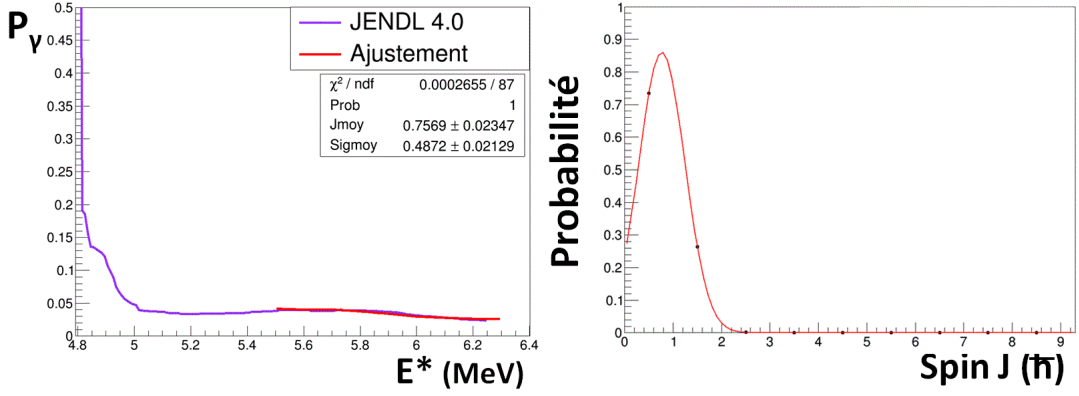 Pγ
0.5
0.45
0.4
0.35
0.3
0.25
0.2
0.15
0.1
0.05
0
4.8 5 5.2 5.4 5.6 5.8 6 6.2 6.4
E* (MeV)
JENDL 4.0
Ajustement
χ² / ndf 0.0002655 / 87
Prob 1
Jmoy 0.7569 ± 0.02347
Sigmoy 0.4872 ± 0.02129
Probabilité
1
0.9
0.8
0.7
0.6
0.5
0.4
0.3
0.2
0.1
0
0 1 2 3 4 5 6 7 8 9
Spin J (ħ)